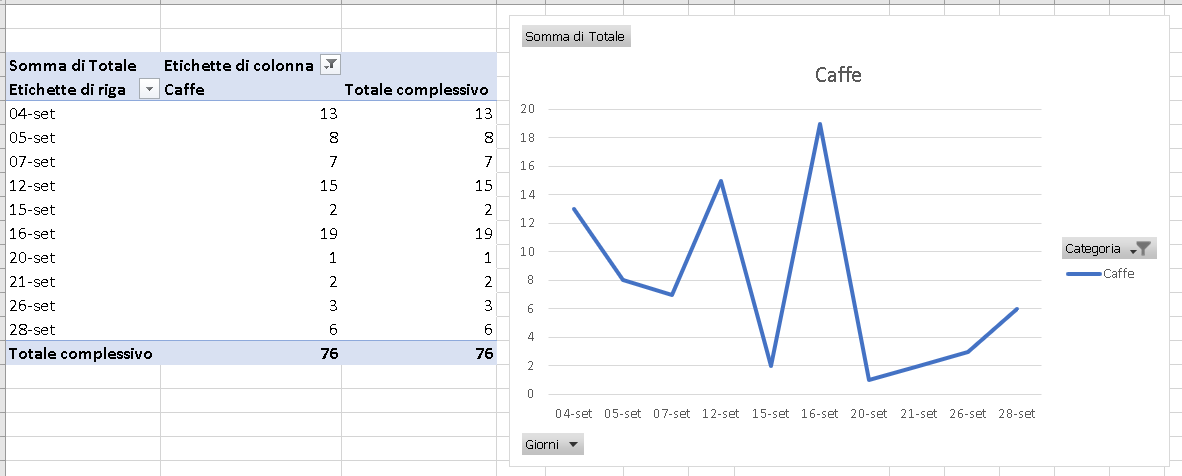 Somma di Totale Etichette di colonna
Etichette di riga Caffe Totale complessivo
04-set 13 13
05-set 8 8
07-set 7 7
12-set 15 15
15-set 2 2
16-set 19 19
20-set 1 1
21-set 2 2
26-set 3 3
28-set 6 6
Totale complessivo 76 76
Somma di Totale
Caffe
20
18
16
14
12
10
8
6
4
2
0
04-set 05-set 07-set 12-set 15-set 16-set 20-set 21-set 26-set 28-set
Categoria
Caffe
Giorni